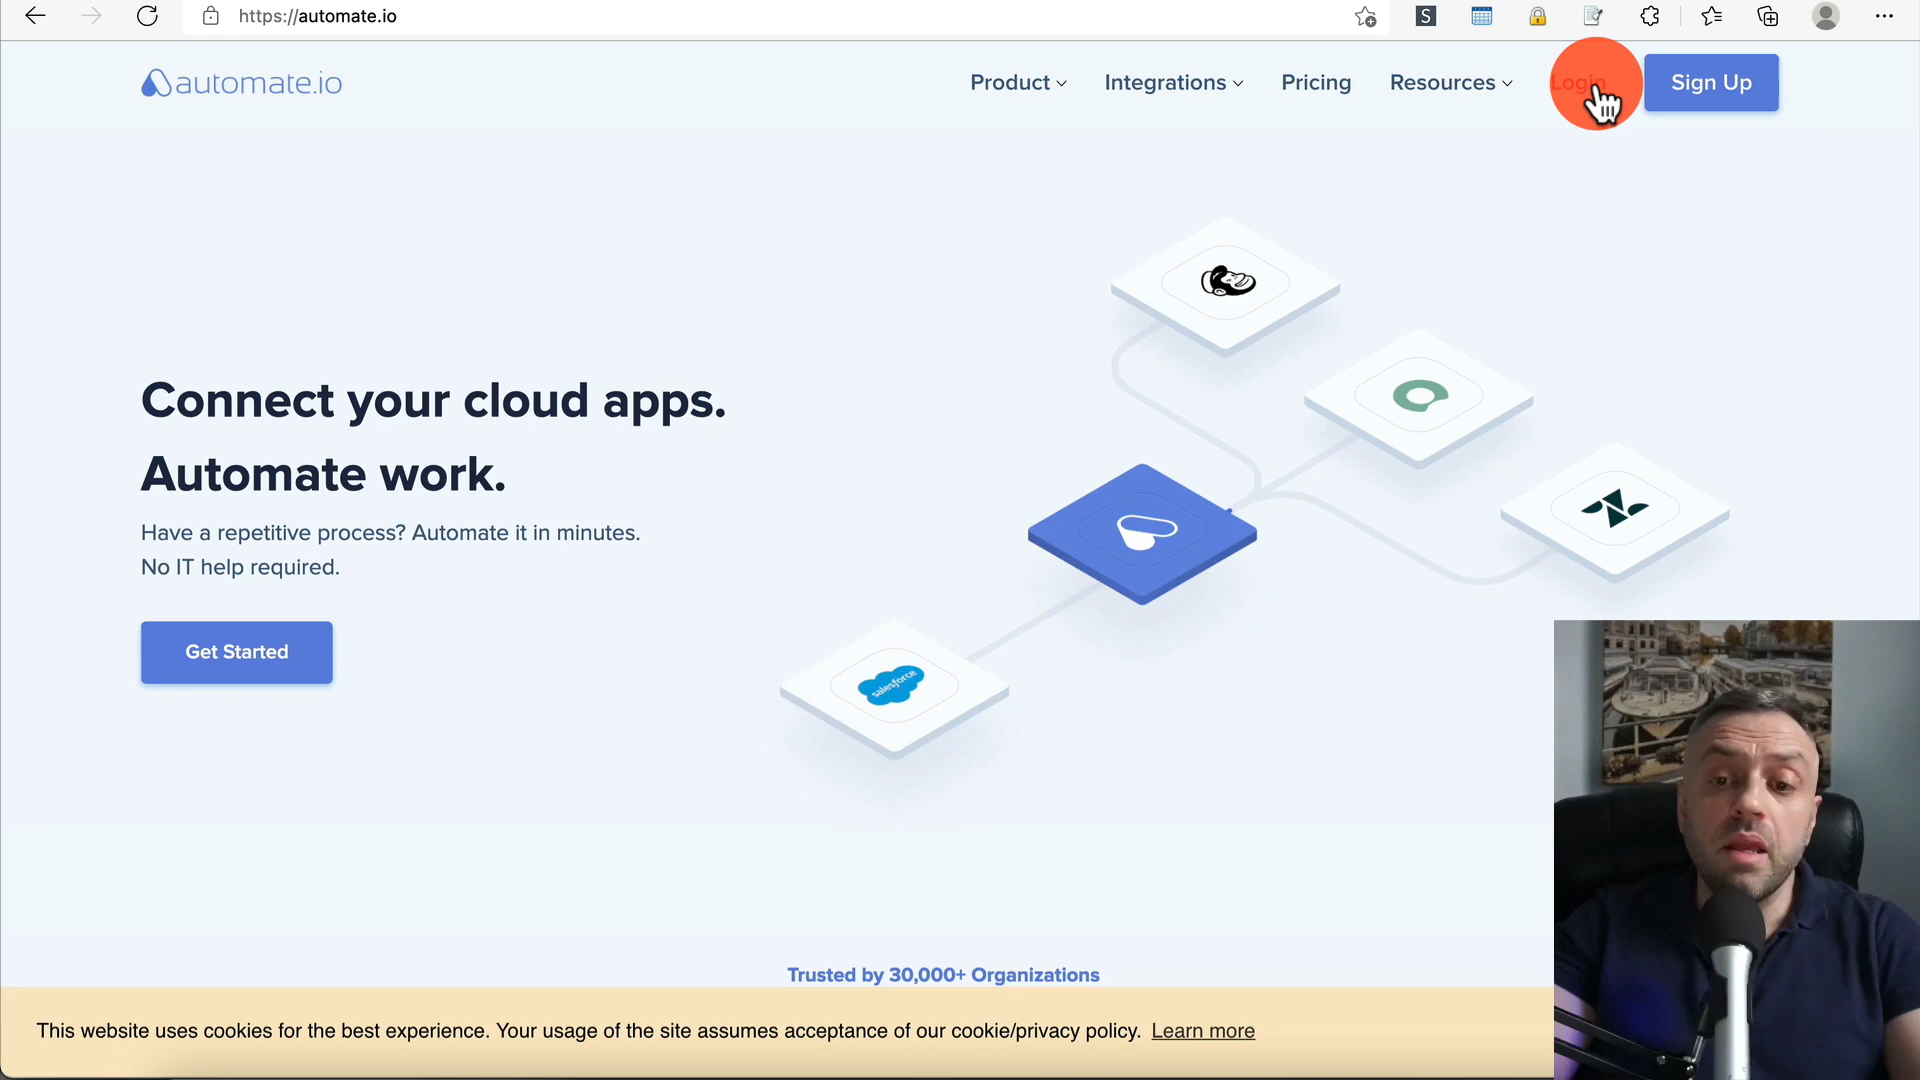 https://automate.io
S
automate.io
Product
Integrations
Pricing
Resources
Login
Sign Up
Connect your cloud apps.
Automate work.
Have a repetitive process? Automate it in minutes.
No IT help required.
Get Started
salesforce
Trusted by 30,000+ Organizations
This website uses cookies for the best experience. Your usage of the site assumes acceptance of our cookie/privacy policy. Learn more